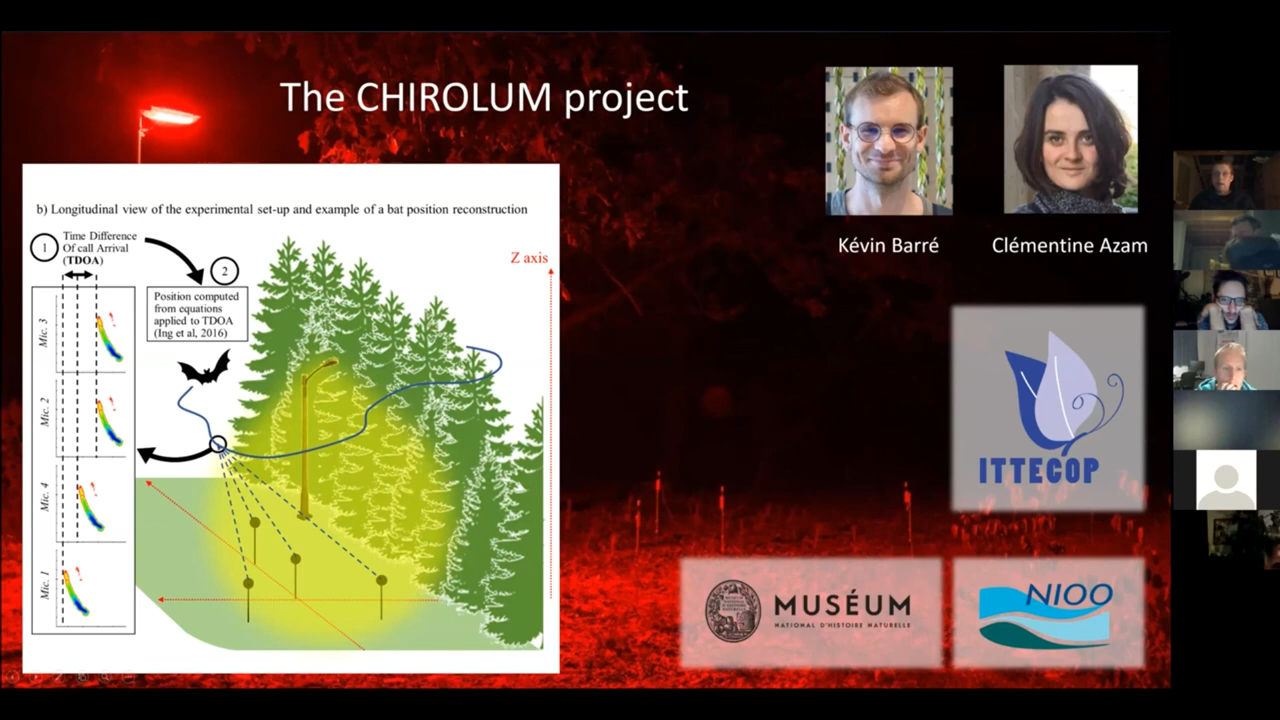 The CHIROLUM project
b) Longitudinal view of the experimental set-up and example of a bat position reconstruction
1
Time Difference
Of call Arrival
(TDOA)
2
Position computed
from equations
applied to TDOA
(Ing et al, 2016)
Z axis
Mic. 3
Mic. 2
Mic. 4
Mic. 1
Kévin Barré
Clémentine Azam
ITTECOP
MUSÉUM
NATIONAL D'HISTOIRE NATURELLE
NIOO